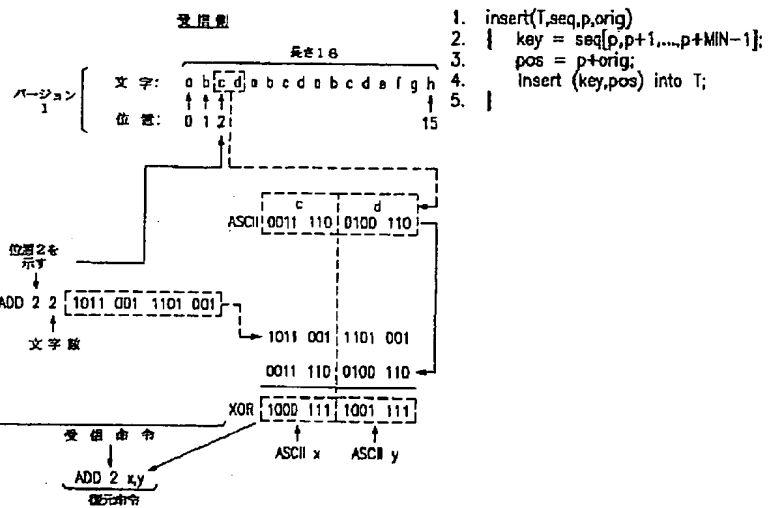 受信側
長さ16
バージョン
1
文字: a b c d a b c d a b c d e f g h
位置: 0 1 2 15
c d
ASCII 0011 110 0100 110
位置2を
示す
ADD 2 2 1011 001 1101 001
文字数
1011 001 1101 001
0011 110 0100 110
XOR 1000 111 1001 111
ASCII x ASCII y
受信命令
ADD 2 x,y
復元命令
1. insert(T,seq,p,orig)
2. { key = seq[p,p+1,...,p+MIN-1];
3. pos = p+orig;
4. Insert (key,pos) into T;
5. }